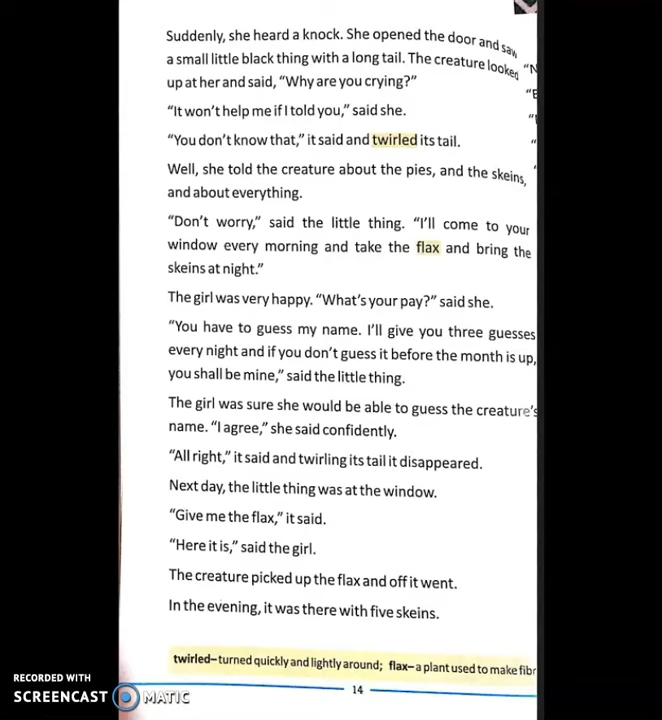 Suddenly, she heard a knock. She opened the door and saw
a small little black thing with a long tail. The creature looked
up at her and said, “Why are you crying?”
“It won’t help me if I told you,” said she.
“You don’t know that,” it said and twirled its tail.
Well, she told the creature about the pies, and the skeins,
and about everything.
“Don’t worry,” said the little thing. “I’ll come to your
window every morning and take the flax and bring the
skeins at night.”
The girl was very happy. “What’s your pay?” said she.
“You have to guess my name. I’ll give you three guesses
every night and if you don’t guess it before the month is up,
you shall be mine,” said the little thing.
The girl was sure she would be able to guess the creature’s
name. “I agree,” she said confidently.
“All right,” it said and twirling its tail it disappeared.
Next day, the little thing was at the window.
“Give me the flax,” it said.
“Here it is,” said the girl.
The creature picked up the flax and off it went.
In the evening, it was there with five skeins.
twirled–turned quickly and lightly around; flax–a plant used to make fibr
14
RECORDED WITH
SCREENCAST MATIC